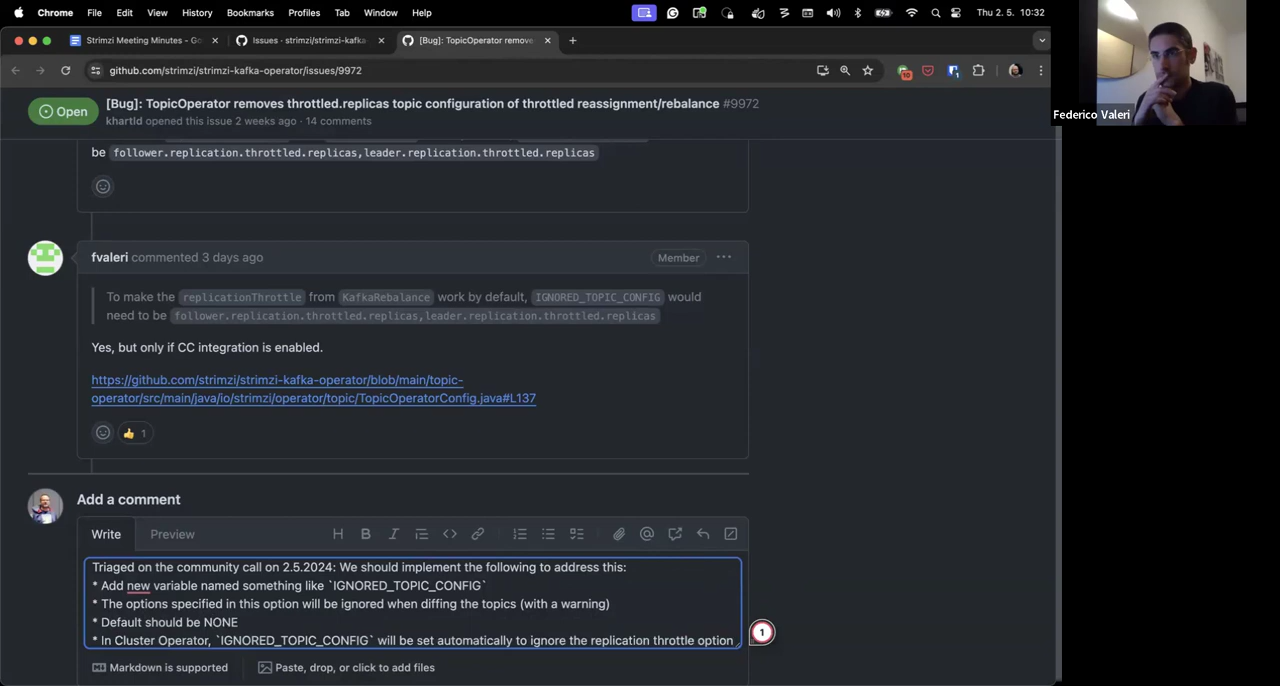 Chrome File Edit View History Bookmarks Profiles Tab Window Help Thu 2. 5. 10:32
Strimzi Meeting Minutes - Go
Issues · strimzi/strimzi-kafka
[Bug]: TopicOperator remove
github.com/strimzi/strimzi-kafka-operator/issues/9972
10
1
Open
[Bug]: TopicOperator removes throttled.replicas topic configuration of throttled reassignment/rebalance #9972
khartld opened this issue 2 weeks ago · 14 comments
Federico Valeri
be follower.replication.throttled.replicas,leader.replication.throttled.replicas
fvaleri commented 3 days ago Member
To make the replicationThrottle from KafkaRebalance work by default, IGNORED_TOPIC_CONFIG would
need to be follower.replication.throttled.replicas,leader.replication.throttled.replicas
Yes, but only if CC integration is enabled.
https://github.com/strimzi/strimzi-kafka-operator/blob/main/topic-
operator/src/main/java/io/strimzi/operator/topic/TopicOperatorConfig.java#L137
👍 1
Add a comment
Write Preview
Triaged on the community call on 2.5.2024: We should implement the following to address this:
* Add new variable named something like `IGNORED_TOPIC_CONFIG`
* The options specified in this option will be ignored when diffing the topics (with a warning)
* Default should be NONE
* In Cluster Operator, `IGNORED_TOPIC_CONFIG` will be set automatically to ignore the replication throttle option
1
Markdown is supported Paste, drop, or click to add files